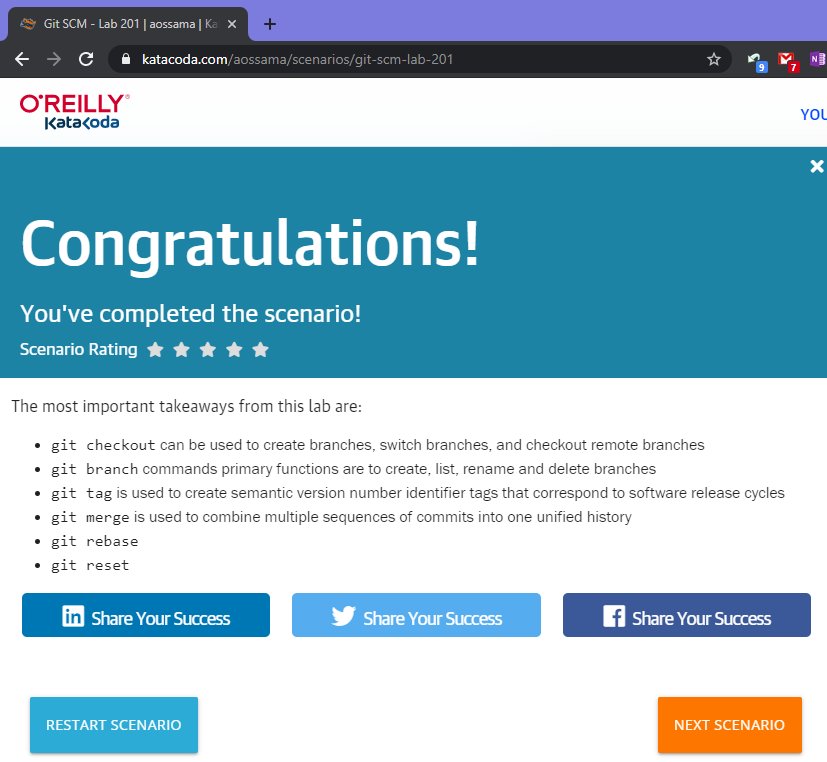 Git SCM - Lab 201 | aossama | Ka
katacoda.com/aossama/scenarios/git-scm-lab-201
9
7
N
O'REILLY®
KataKoda
YOU
Congratulations!
You've completed the scenario!
Scenario Rating
The most important takeaways from this lab are:
git checkout can be used to create branches, switch branches, and checkout remote branches
git branch commands primary functions are to create, list, rename and delete branches
git tag is used to create semantic version number identifier tags that correspond to software release cycles
git merge is used to combine multiple sequences of commits into one unified history
git rebase
git reset
in Share Your Success
Share Your Success
f Share Your Success
RESTART SCENARIO
NEXT SCENARIO